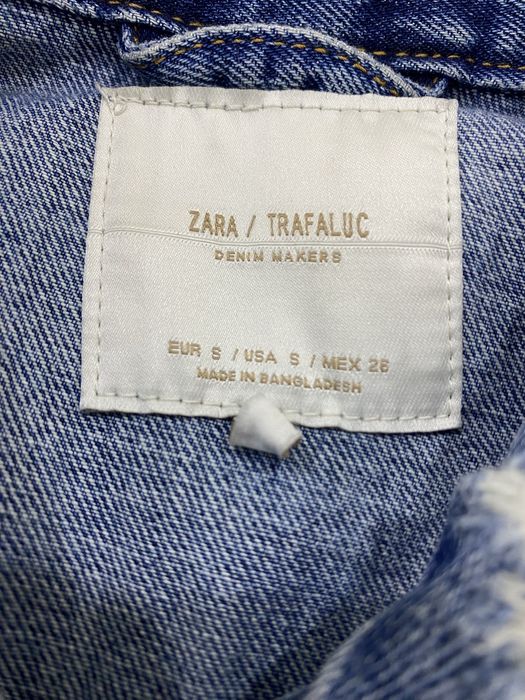 ZARA / TRAFALUC
DENIM MAKERS
EUR S / USA S / MEX 26
MADE IN BANGLADESH